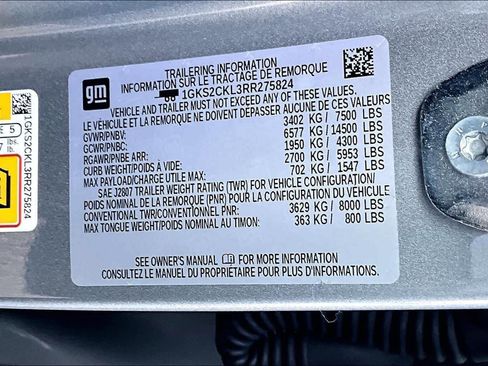 gm
TRAILERING INFORMATION
INFORMATION SUR LE TRACTAGE DE REMORQUE
1GKS2CKL3RR275824
VEHICLE AND TRAILER MUST NOT EXCEED ANY OF THESE VALUES
LE VÉHICULE ET LA REMORQUE NE DOIVENT DÉPASSER AUCUNE DE CES VALEURS
GVWR/PNBV: 3402 KG / 7500 LBS
GCWR/PNBC: 6577 KG / 14500 LBS
RGAWR/PNBE ARR: 1950 KG / 4300 LBS
CURB WEIGHT/POIDS À VIDE: 2700 KG / 5953 LBS
MAX PAYLOAD/CHARGE UTILE MAX: 702 KG / 1547 LBS
SAE J2807 TRAILER WEIGHT RATING (TWR) FOR VEHICLE CONFIGURATION/
POIDS NOMINAL DE LA REMORQUE (PNR) POUR LA CONFIGURATION DU VÉHICULE
CONVENTIONAL TWR/PNR CONVENTIONNEL: 3629 KG / 8000 LBS
MAX TONGUE WEIGHT/POIDS MAXIMUM AU TIMON: 363 KG / 800 LBS
SEE OWNER'S MANUAL FOR MORE INFORMATION
CONSULTEZ LE MANUEL DU PROPRIÉTAIRE POUR PLUS D'INFORMATIONS
1GKS2CKL3RR275824
E 5
lbs.